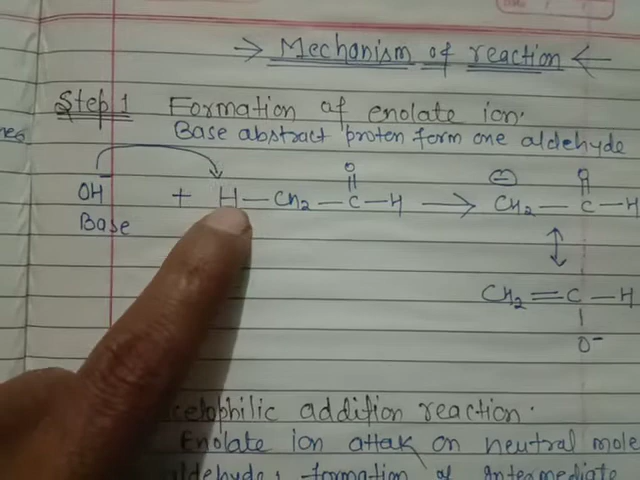 → Mechanism of reaction ←
Step 1 Formation of enolate ion.
Base abstract proton form one aldehyde
OH⁻ + H—CH₂—C(=O)—H → ⊖CH₂—C(=O)—H
Base
↕
CH₂=C—H
|
O⁻
addition reaction.
Enolate ion attak on neutral mole
aldehyde, formation of intermediate